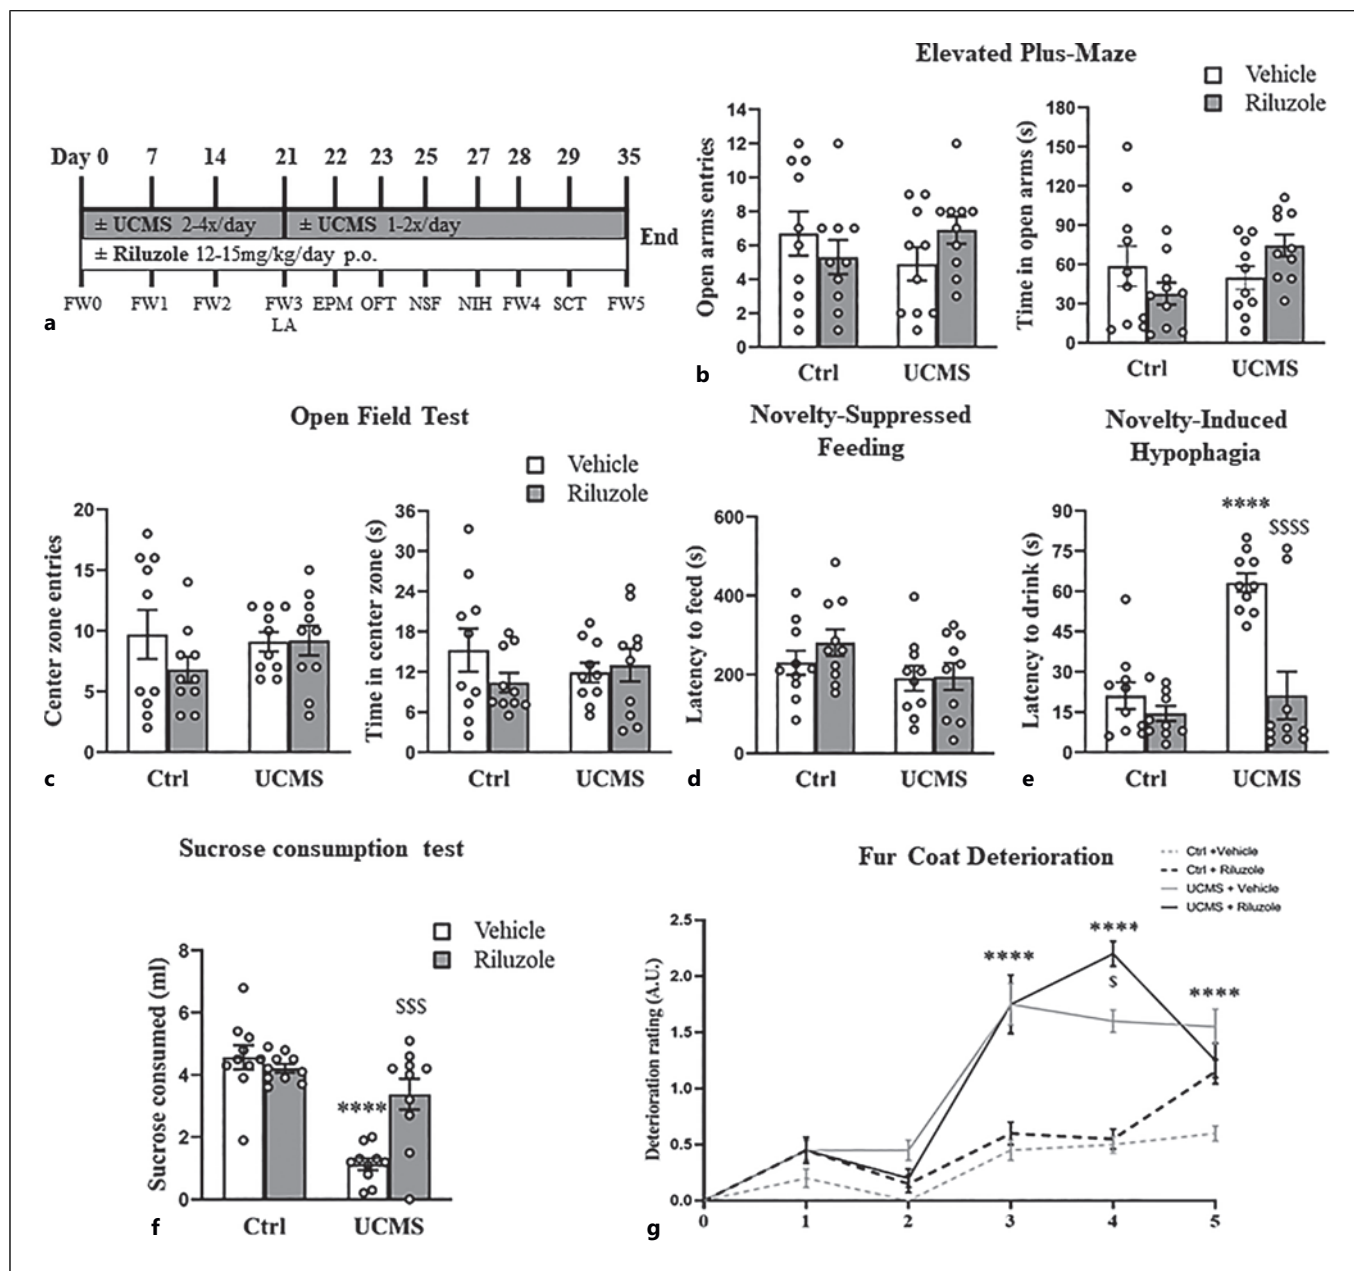 Day 0 7 14 21 22 23 25 27 28 29 35
± UCMS 2-4x/day ± UCMS 1-2x/day
± Riluzole 12-15mg/kg/day p.o.
End
FW0 FW1 FW2 FW3 EPM OFT NSF NIH FW4 SCT FW5
LA
a
Elevated Plus-Maze
Vehicle
Riluzole
Open arms entries
14
12
10
8
6
4
2
0
Ctrl UCMS
Time in open arms (s)
180
150
120
90
60
30
0
Ctrl UCMS
b
Open Field Test
Vehicle
Riluzole
Center zone entries
20
15
10
5
0
Ctrl UCMS
Time in center zone (s)
36
30
24
18
12
6
0
Ctrl UCMS
c
Novelty-Suppressed
Feeding
Latency to feed (s)
600
400
200
0
Ctrl UCMS
d
Novelty-Induced
Hypophagia
Latency to drink (s)
90
75
60
45
30
15
0
****
$$$$
Ctrl UCMS
e
Sucrose consumption test
Vehicle
Riluzole
Sucrose consumed (ml)
8
6
4
2
0
****
$$$
Ctrl UCMS
f
Fur Coat Deterioration
Ctrl +Vehicle
Ctrl + Riluzole
UCMS + Vehicle
UCMS + Riluzole
Deterioration rating (A.U.)
2.5
2.0
1.5
1.0
0.5
0.0
****
****
$
****
0 1 2 3 4 5
g